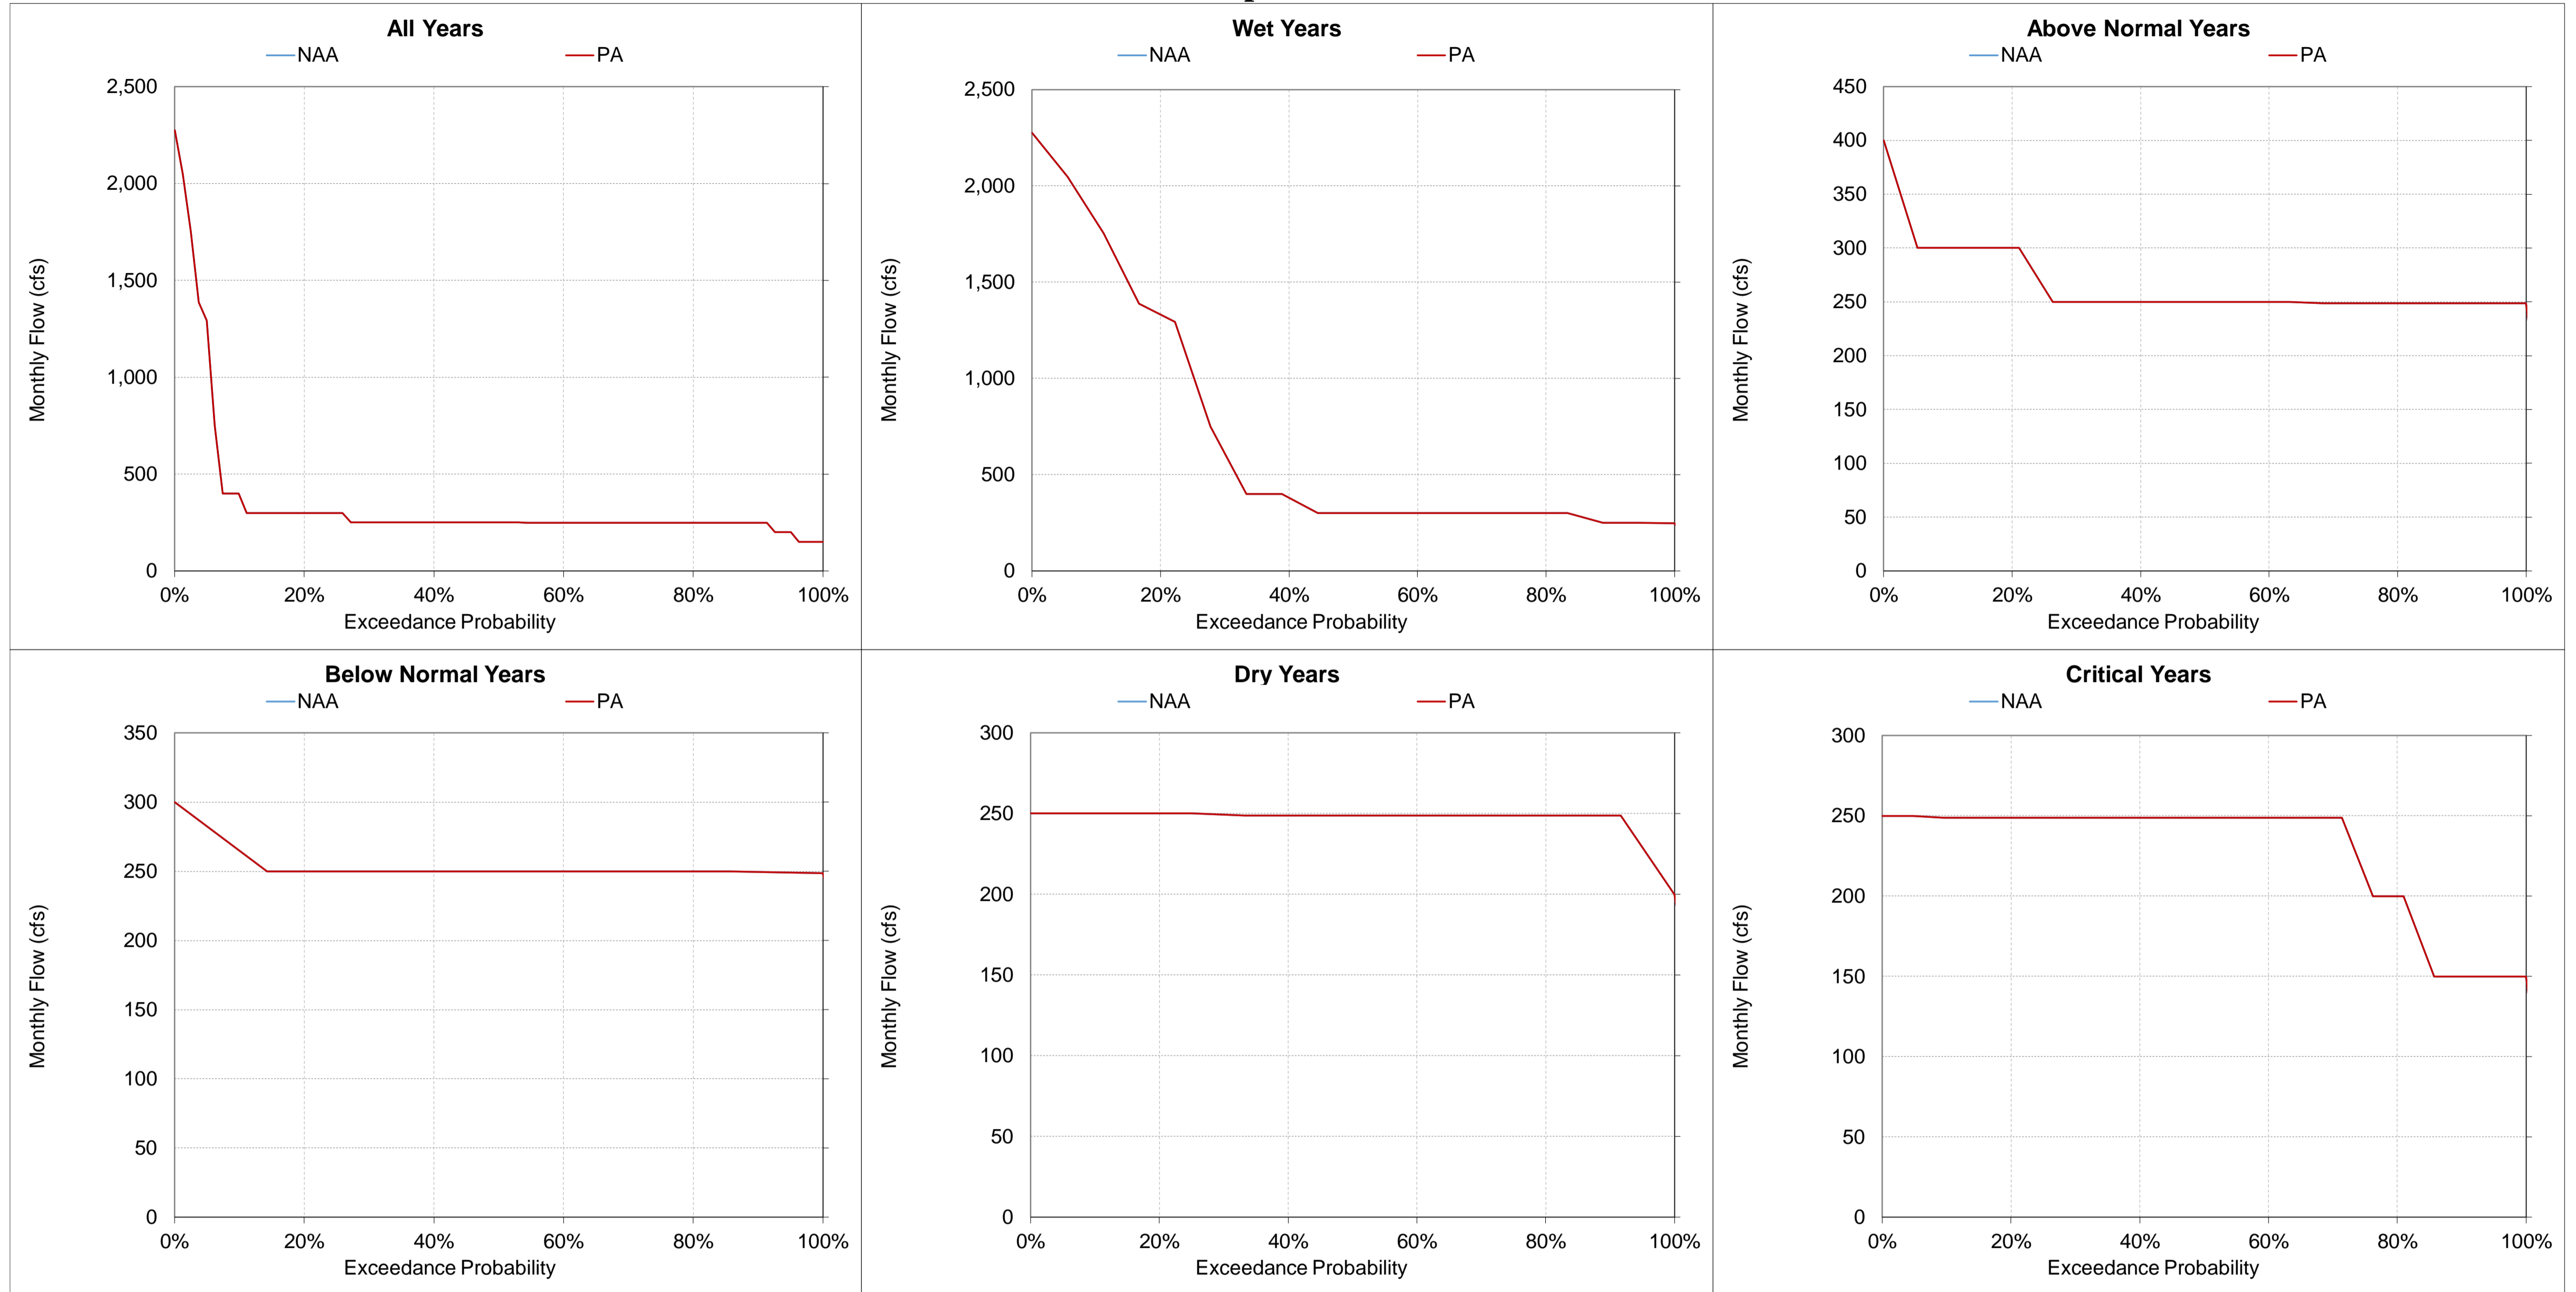 All Years
NAA PA
2,500
2,000
1,500
1,000
500
0
0% 20% 40% 60% 80% 100%
Monthly Flow (cfs)
Exceedance Probability
Wet Years
NAA PA
2,500
2,000
1,500
1,000
500
0
0% 20% 40% 60% 80% 100%
Monthly Flow (cfs)
Exceedance Probability
Above Normal Years
NAA PA
450
400
350
300
250
200
150
100
50
0
0% 20% 40% 60% 80% 100%
Monthly Flow (cfs)
Exceedance Probability
Below Normal Years
NAA PA
350
300
250
200
150
100
50
0
0% 20% 40% 60% 80% 100%
Monthly Flow (cfs)
Exceedance Probability
Dry Years
NAA PA
300
250
200
150
100
50
0
0% 20% 40% 60% 80% 100%
Monthly Flow (cfs)
Exceedance Probability
Critical Years
NAA PA
300
250
200
150
100
50
0
0% 20% 40% 60% 80% 100%
Monthly Flow (cfs)
Exceedance Probability